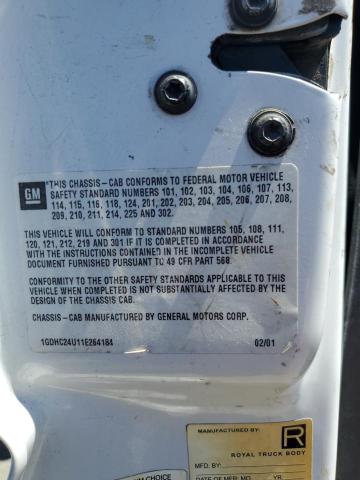 GM
*THIS CHASSIS-CAB CONFORMS TO FEDERAL MOTOR VEHICLE
SAFETY STANDARD NUMBERS 101, 102, 103, 104, 106, 107, 113,
114, 115, 116, 118, 124, 201, 202, 203, 204, 205, 206, 207, 208,
209, 210, 211, 214, 225 AND 302.
THIS VEHICLE WILL CONFORM TO STANDARD NUMBERS 105, 108, 111,
120, 121, 212, 219 AND 301 IF IT IS COMPLETED IN ACCORDANCE
WITH THE INSTRUCTIONS CONTAINED IN THE INCOMPLETE VEHICLE
DOCUMENT FURNISHED PURSUANT TO 49 CFR PART 568.
CONFORMITY TO THE OTHER SAFETY STANDARDS APPLICABLE TO THIS
VEHICLE WHEN COMPLETED IS NOT SUBSTANTIALLY AFFECTED BY THE
DESIGN OF THE CHASSIS CAB.
CHASSIS-CAB MANUFACTURED BY GENERAL MOTORS CORP.
1GDHC24U11E264184 02/01
MANUFACTURED BY: R
ROYAL TRUCK BODY
MFG. BY:
DATE OF MFG: MO. YR.
CHOICE